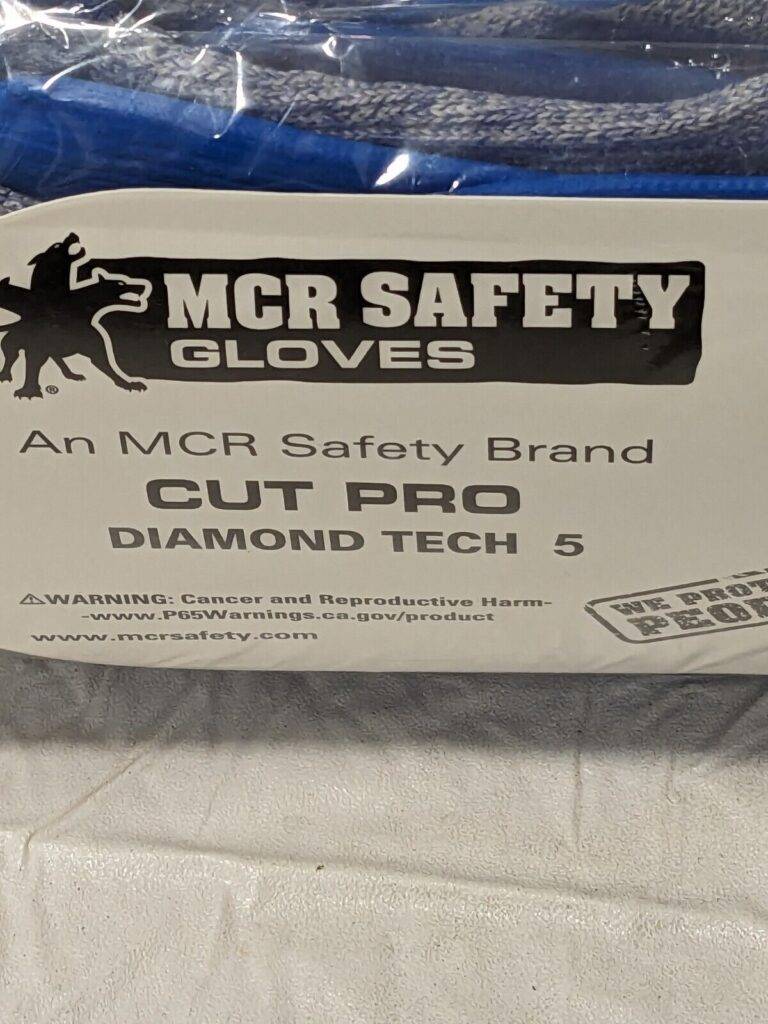 MCR SAFETY
GLOVES
®
An MCR Safety Brand
CUT PRO
DIAMOND TECH 5
⚠WARNING: Cancer and Reproductive Harm-
-www.P65Warnings.ca.gov/product
www.mcrsafety.com
WE